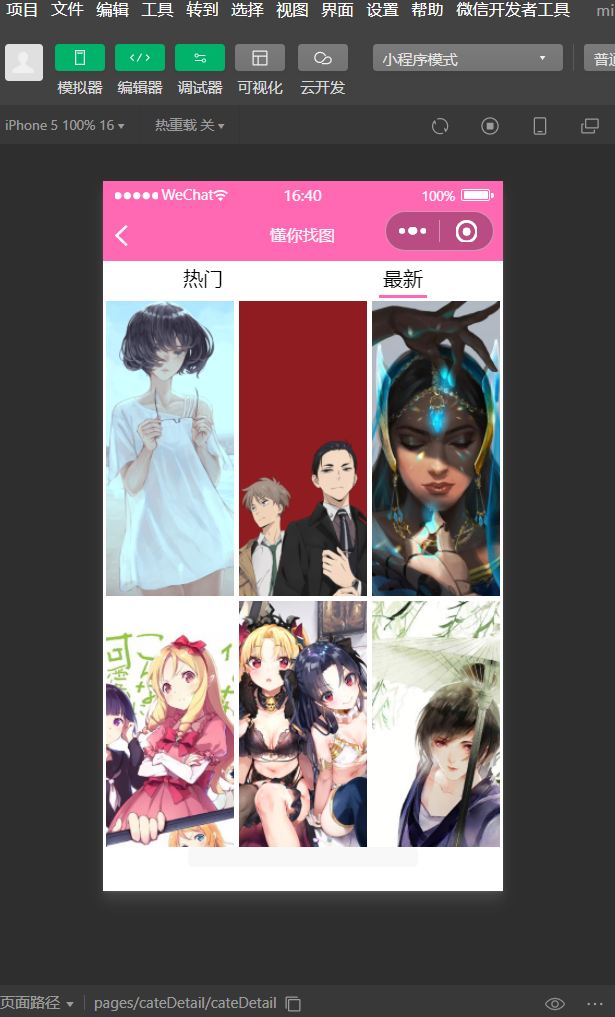 项目 文件 编辑 工具 转到 选择 视图 界面 设置 帮助 微信开发者工具 mi
模拟器 编辑器 调试器 可视化 云开发 小程序模式 普通
iPhone 5 100% 16 热重载 关
WeChat 16:40 100%
懂你找图
热门 最新
页面路径 pages/cateDetail/cateDetail